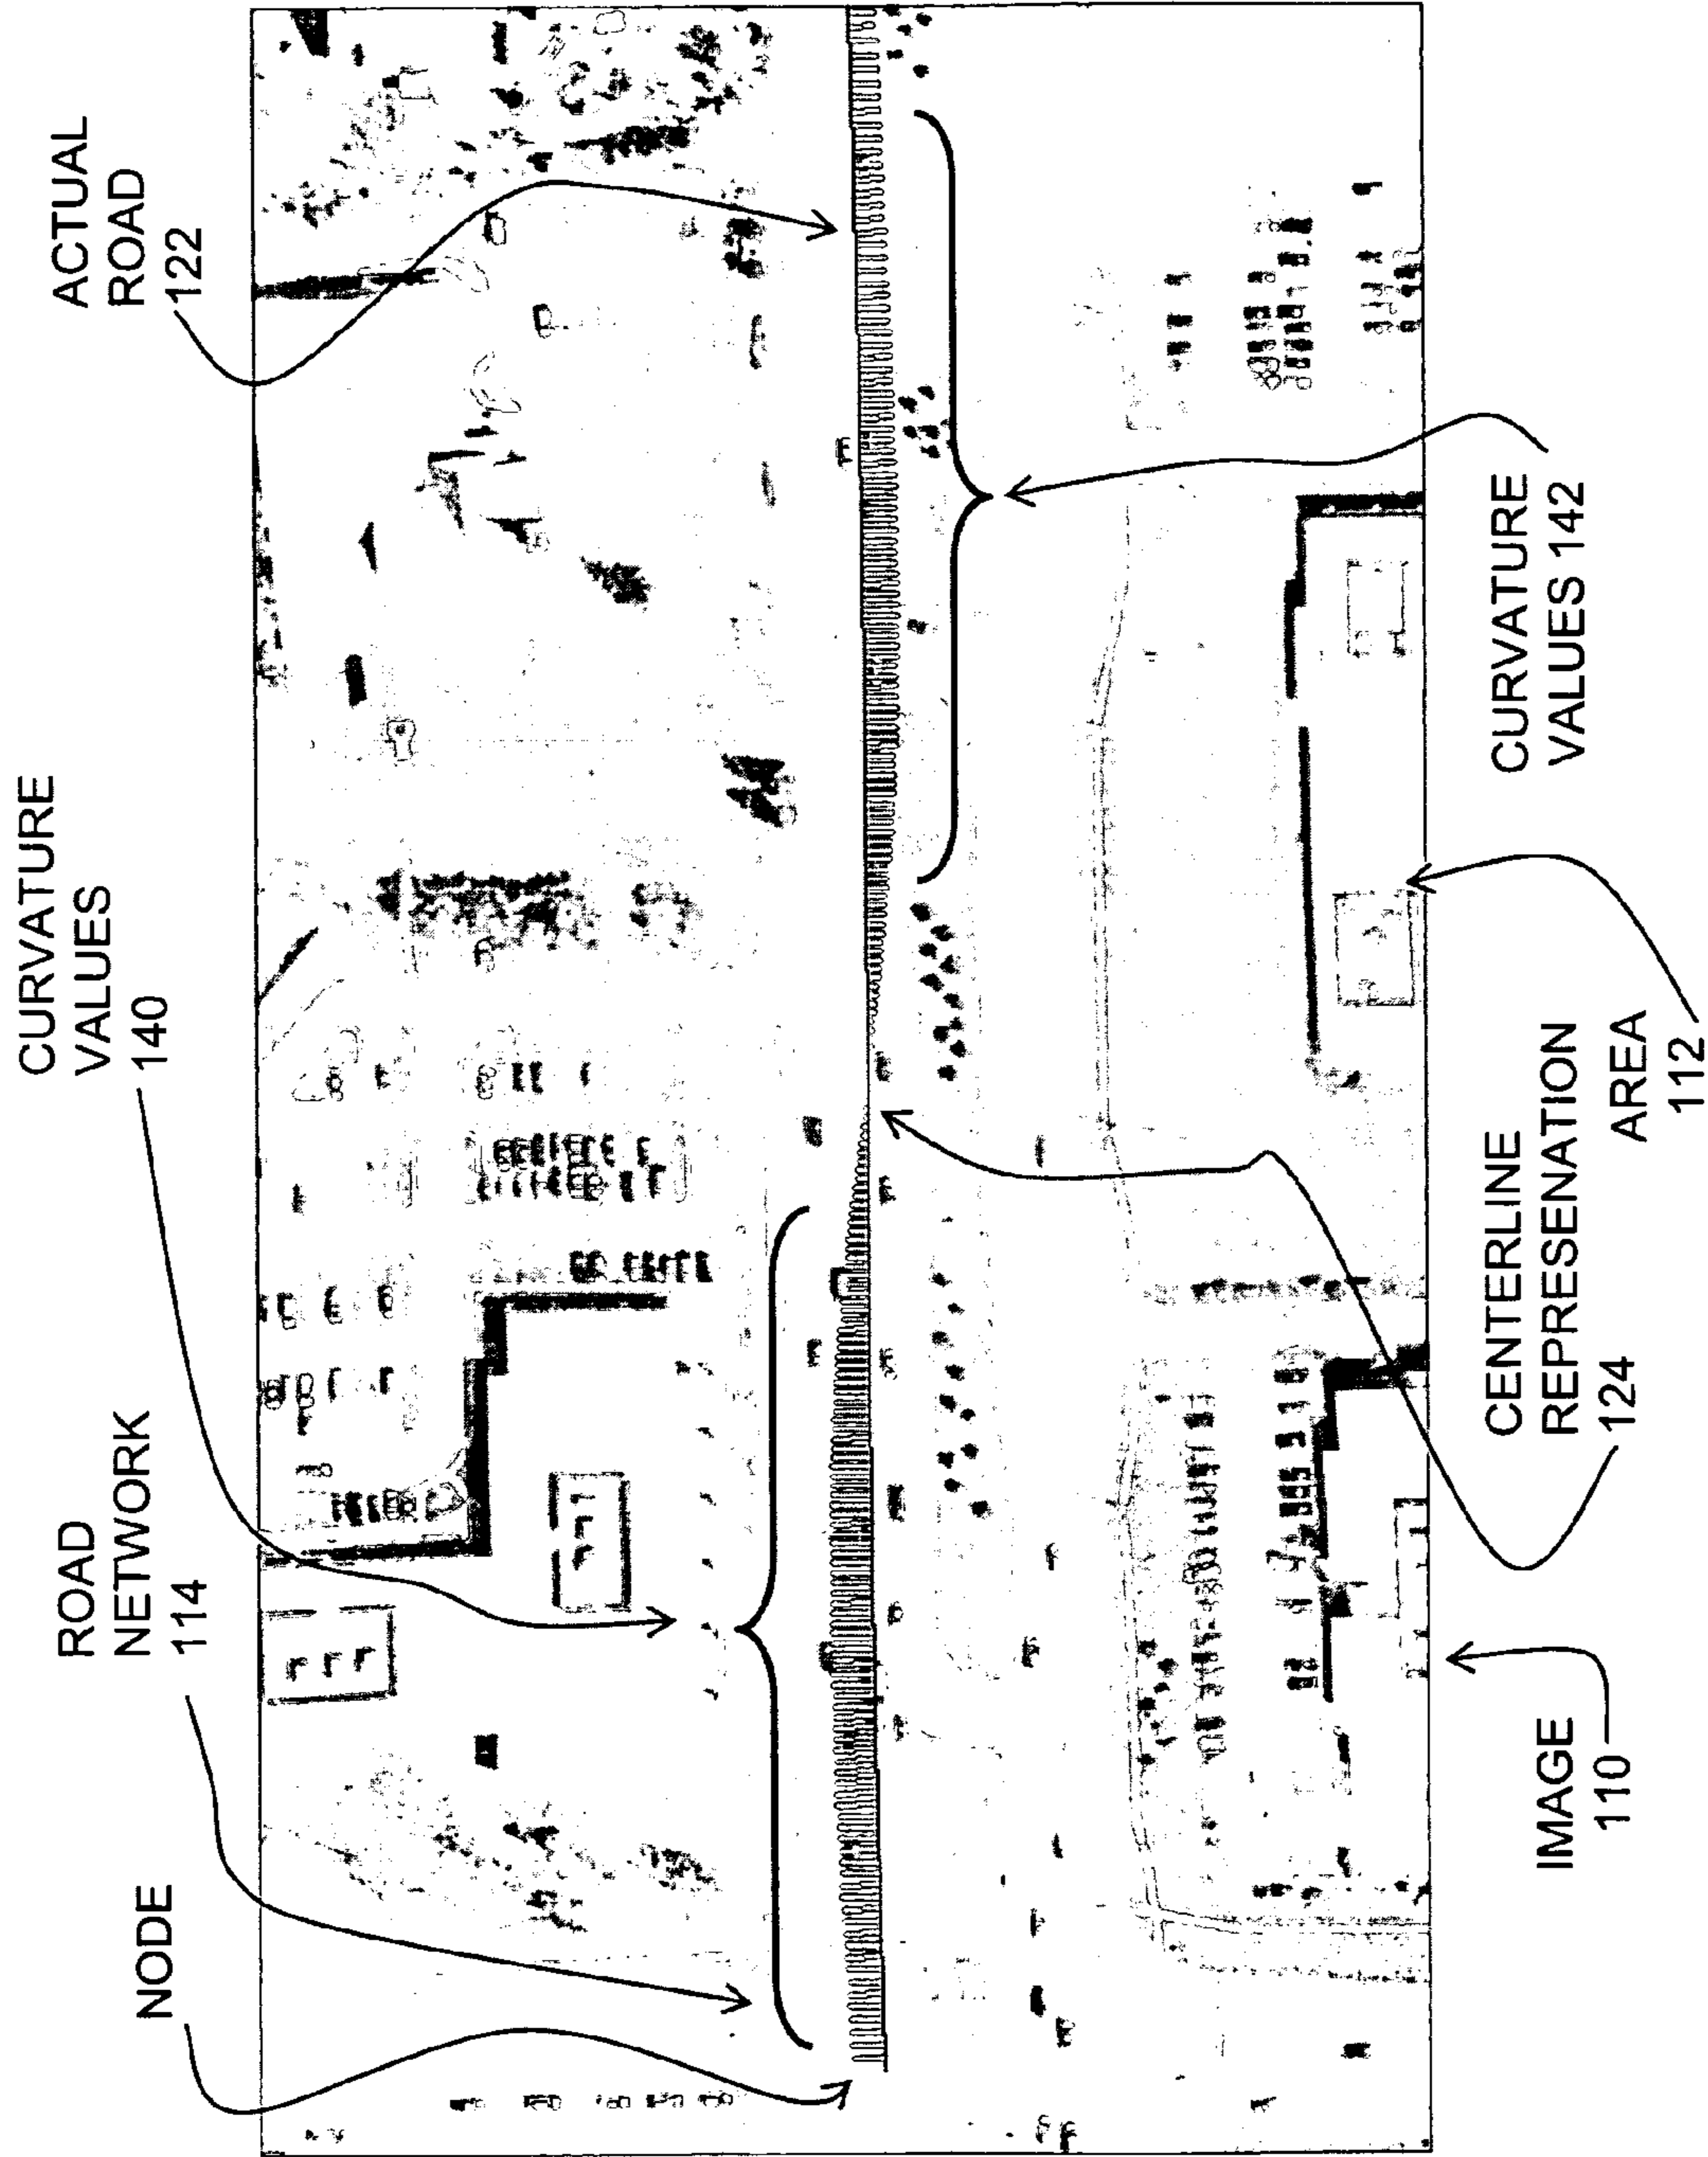 NODE
ROAD
NETWORK
114
CURVATURE
VALUES
140
ACTUAL
ROAD
122
IMAGE
110
CENTERLINE
REPRESENATION
124
AREA
112
CURVATURE
VALUES 142